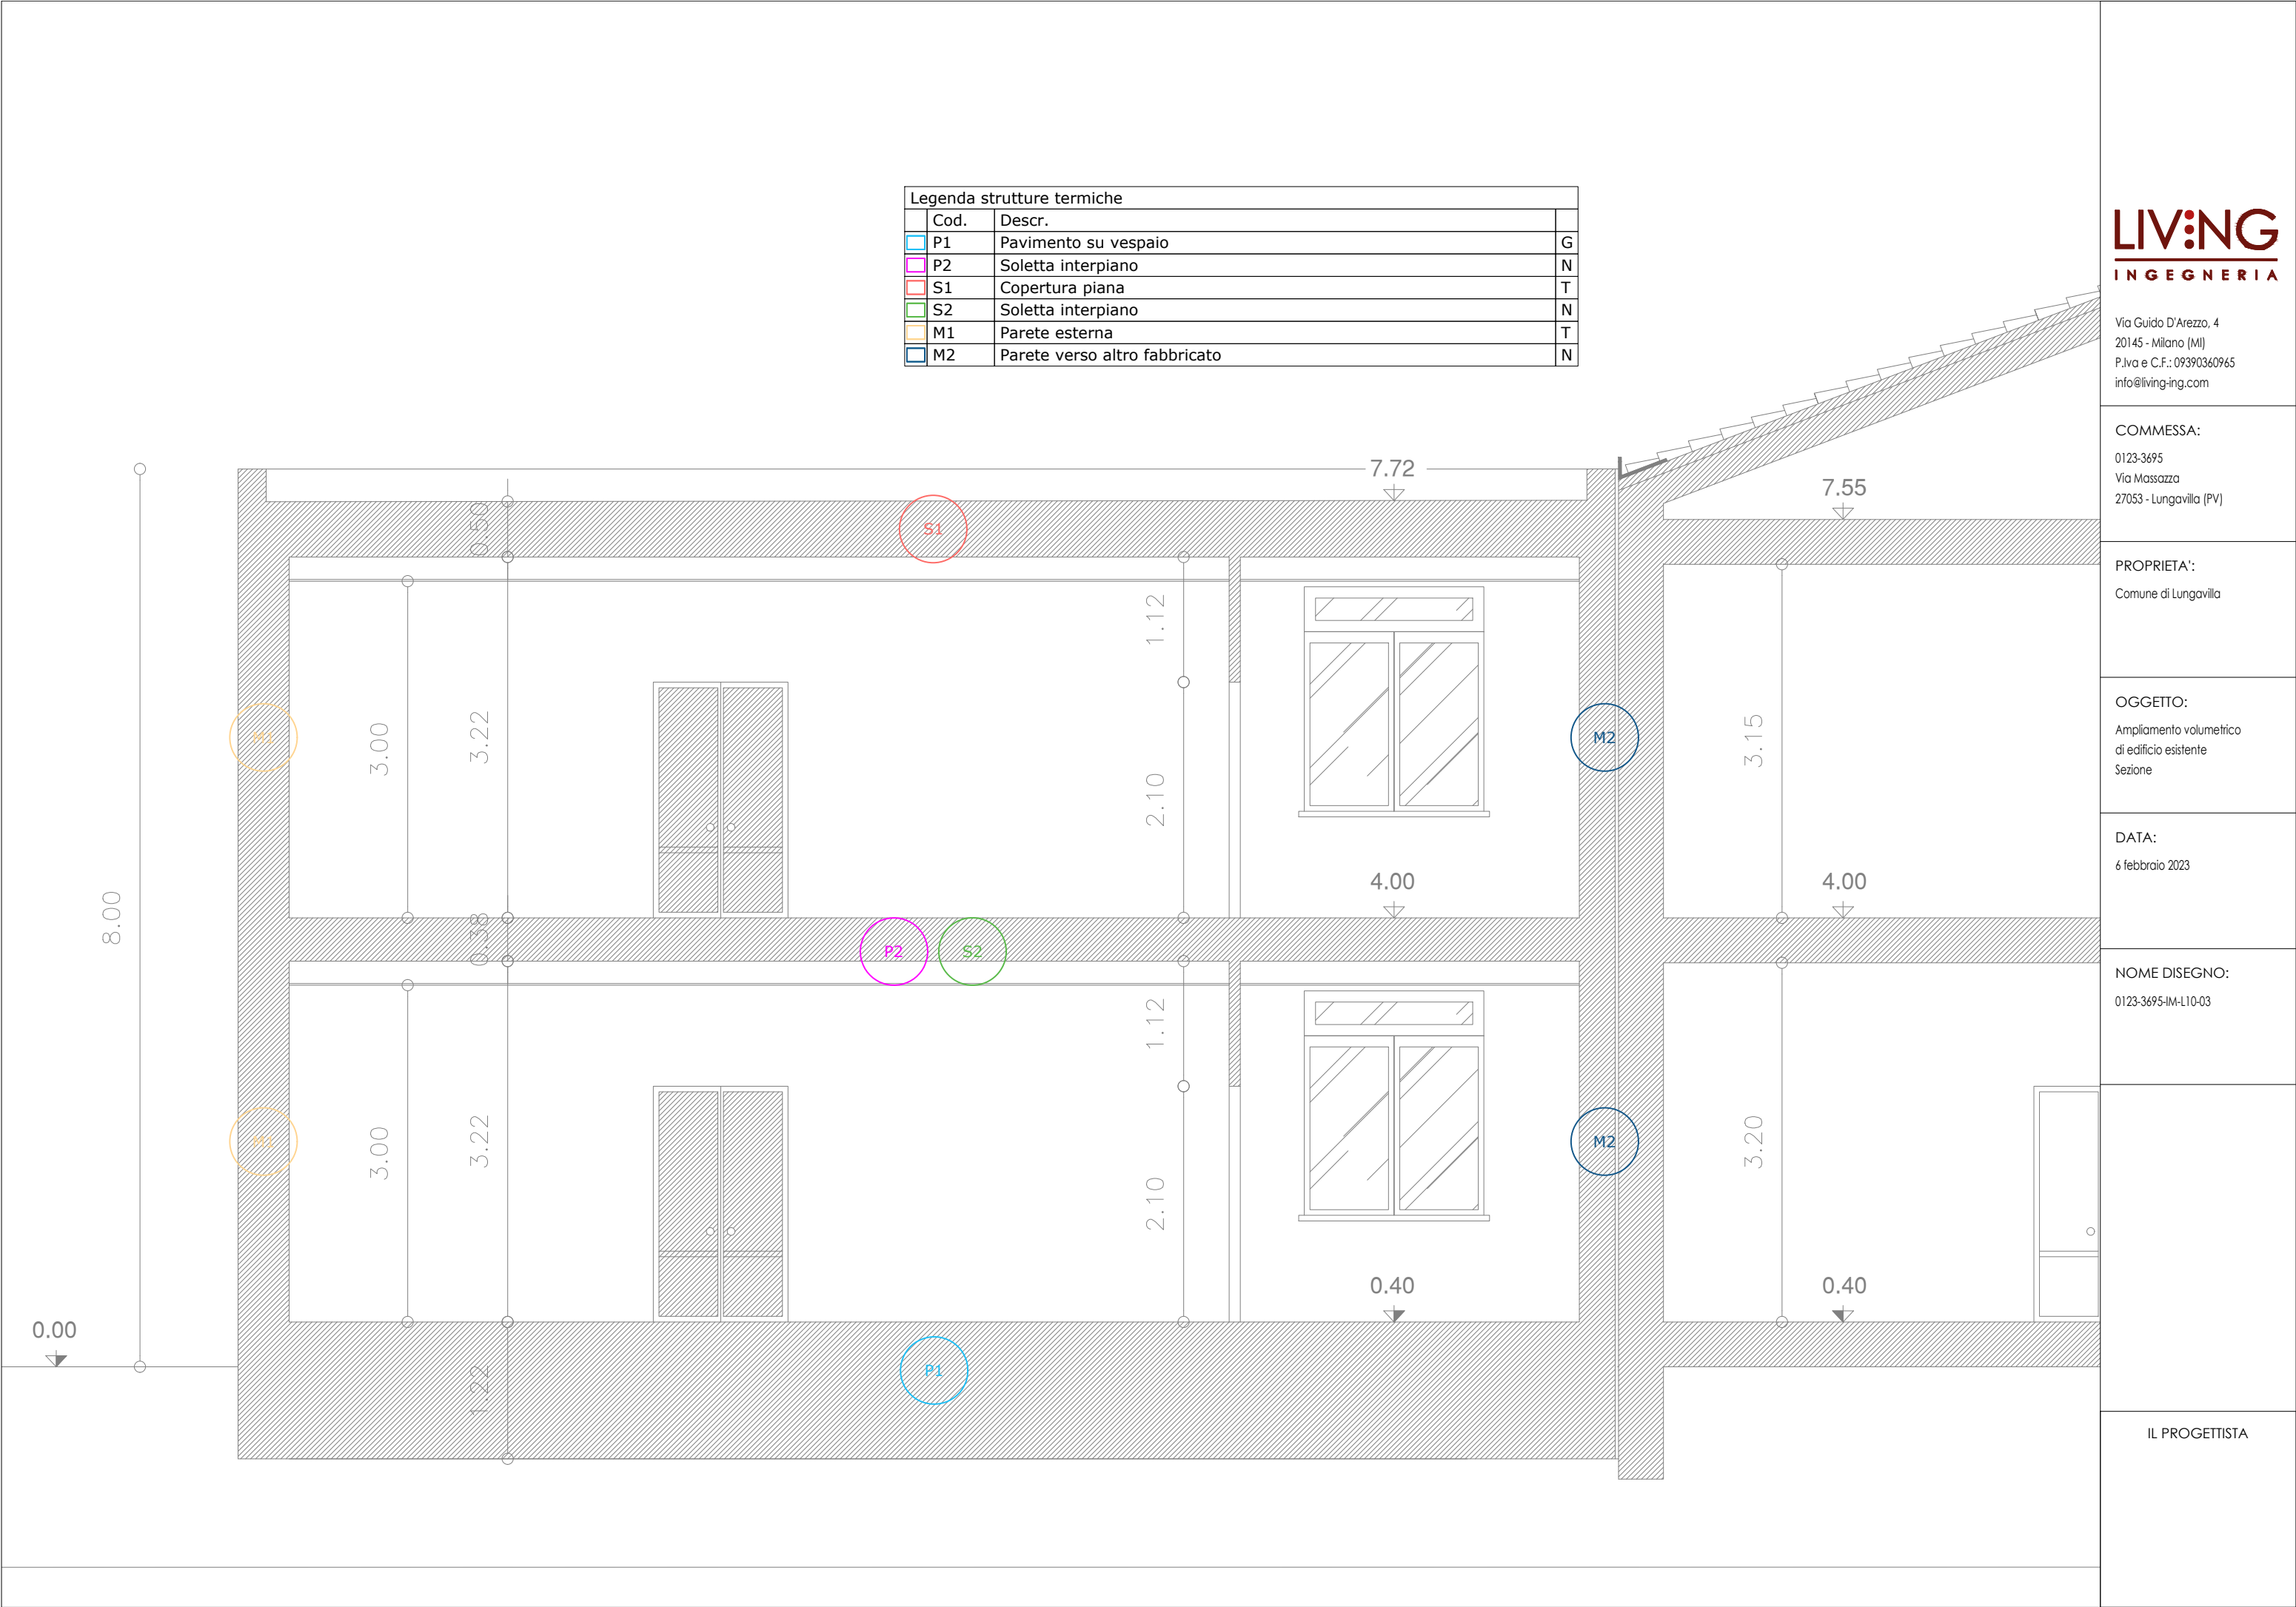 Legenda strutture termiche
Cod. Descr.
P1 Pavimento su vespaio G
P2 Soletta interpiano N
S1 Copertura piana T
S2 Soletta interpiano N
M1 Parete esterna T
M2 Parete verso altro fabbricato N
7.72
7.55
0.50
S1
1.12
3.00
3.22
M1
M2
3.15
2.10
8.00
4.00
4.00
0.38
P2
S2
1.12
3.00
3.22
M1
M2
3.20
2.10
0.40
0.40
0.00
P1
1.22
LIVING
INGEGNERIA
Via Guido D'Arezzo, 4
20145 - Milano (MI)
P.Iva e C.F.: 09390360965
info@living-ing.com
COMMESSA:
0123-3695
Via Massazza
27053 - Lungavilla (PV)
PROPRIETA':
Comune di Lungavilla
OGGETTO:
Ampliamento volumetrico
di edificio esistente
Sezione
DATA:
6 febbraio 2023
NOME DISEGNO:
0123-3695-IM-L10-03
IL PROGETTISTA